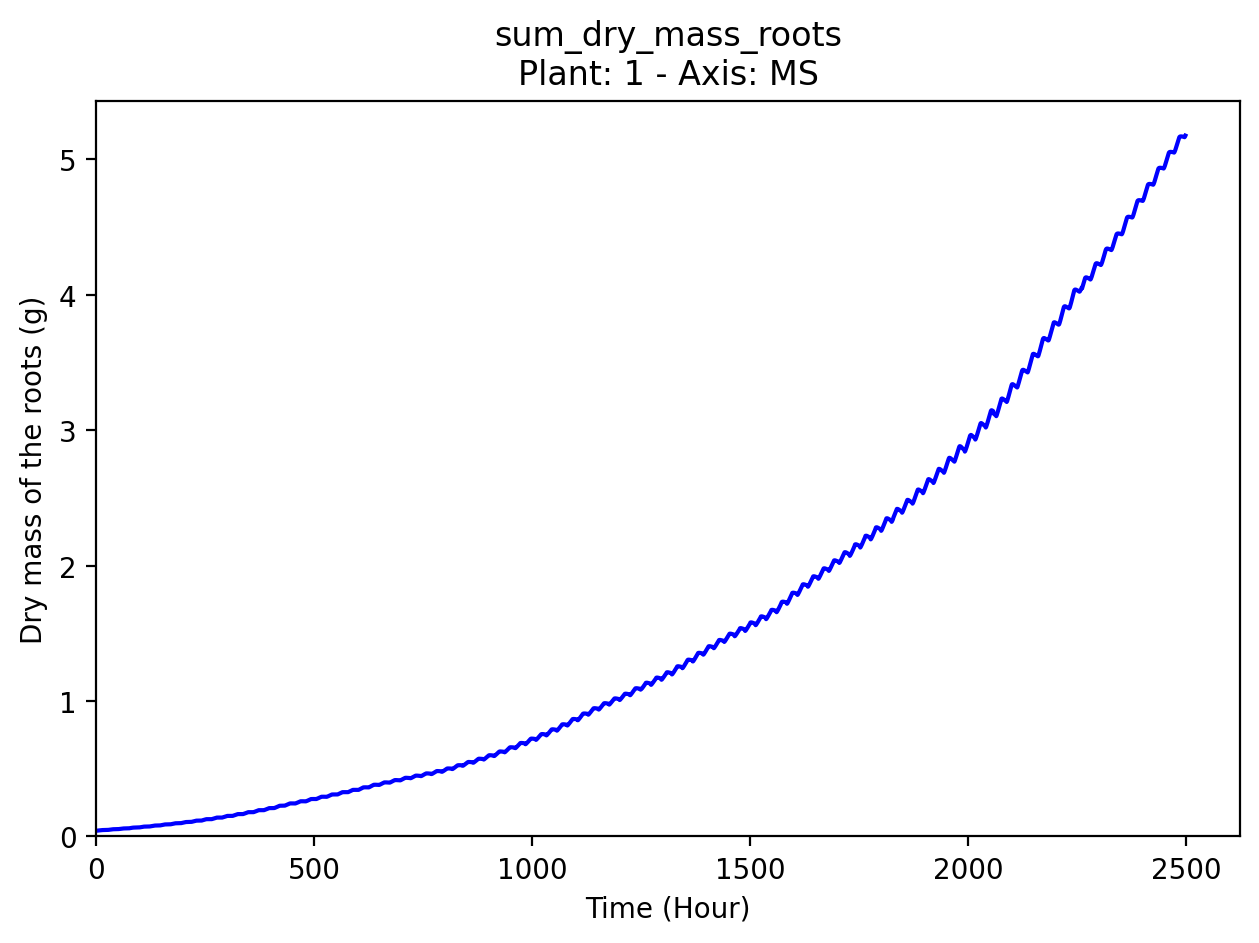 sum_dry_mass_roots
Plant: 1 - Axis: MS
Dry mass of the roots (g)
5
4
3
2
1
0
0 500 1000 1500 2000 2500
Time (Hour)